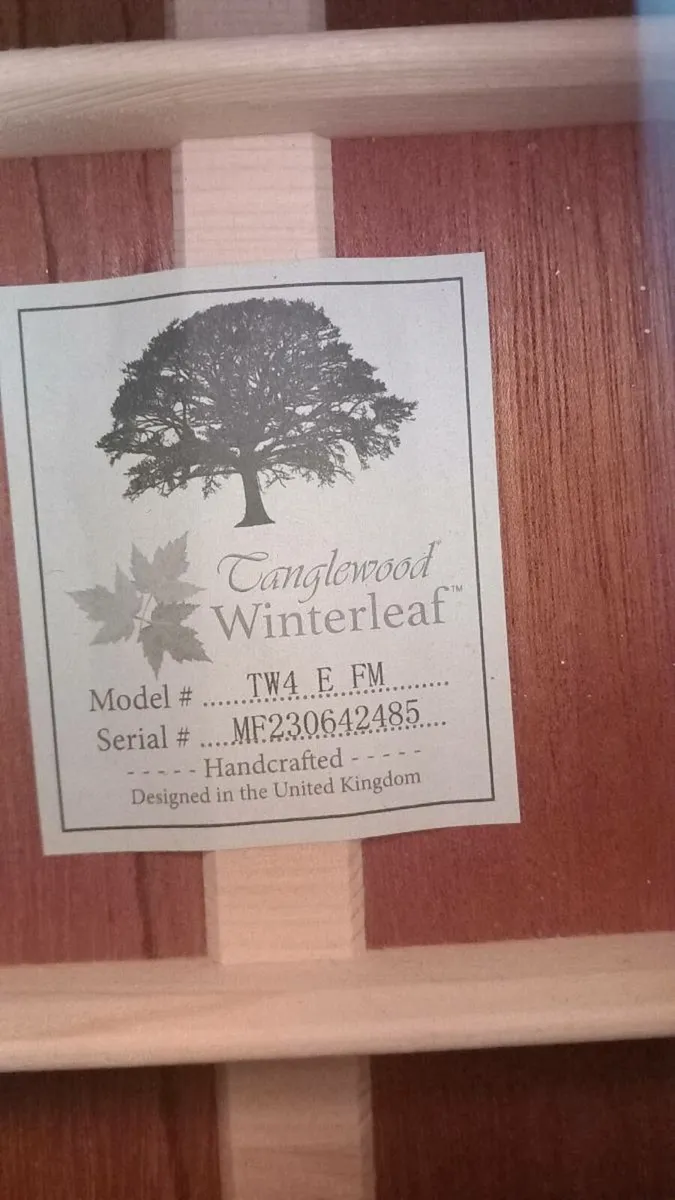 Tanglewood®
Winterleaf™
Model # ........TW4 E FM..........
Serial # ....MF230642485....
- - - - - Handcrafted - - - - -
Designed in the United Kingdom